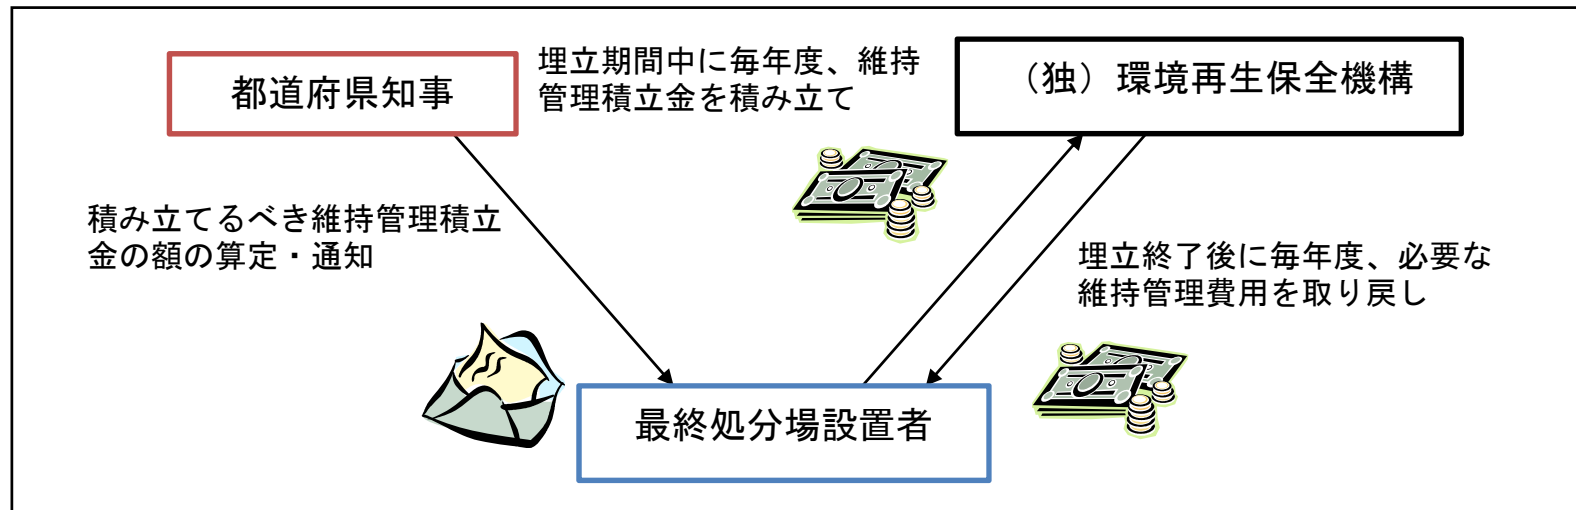 都道府県知事
埋立期間中に毎年度、維持
管理積立金を積み立て
（独）環境再生保全機構
積み立てるべき維持管理積立
金の額の算定・通知
埋立終了後に毎年度、必要な
維持管理費用を取り戻し
最終処分場設置者